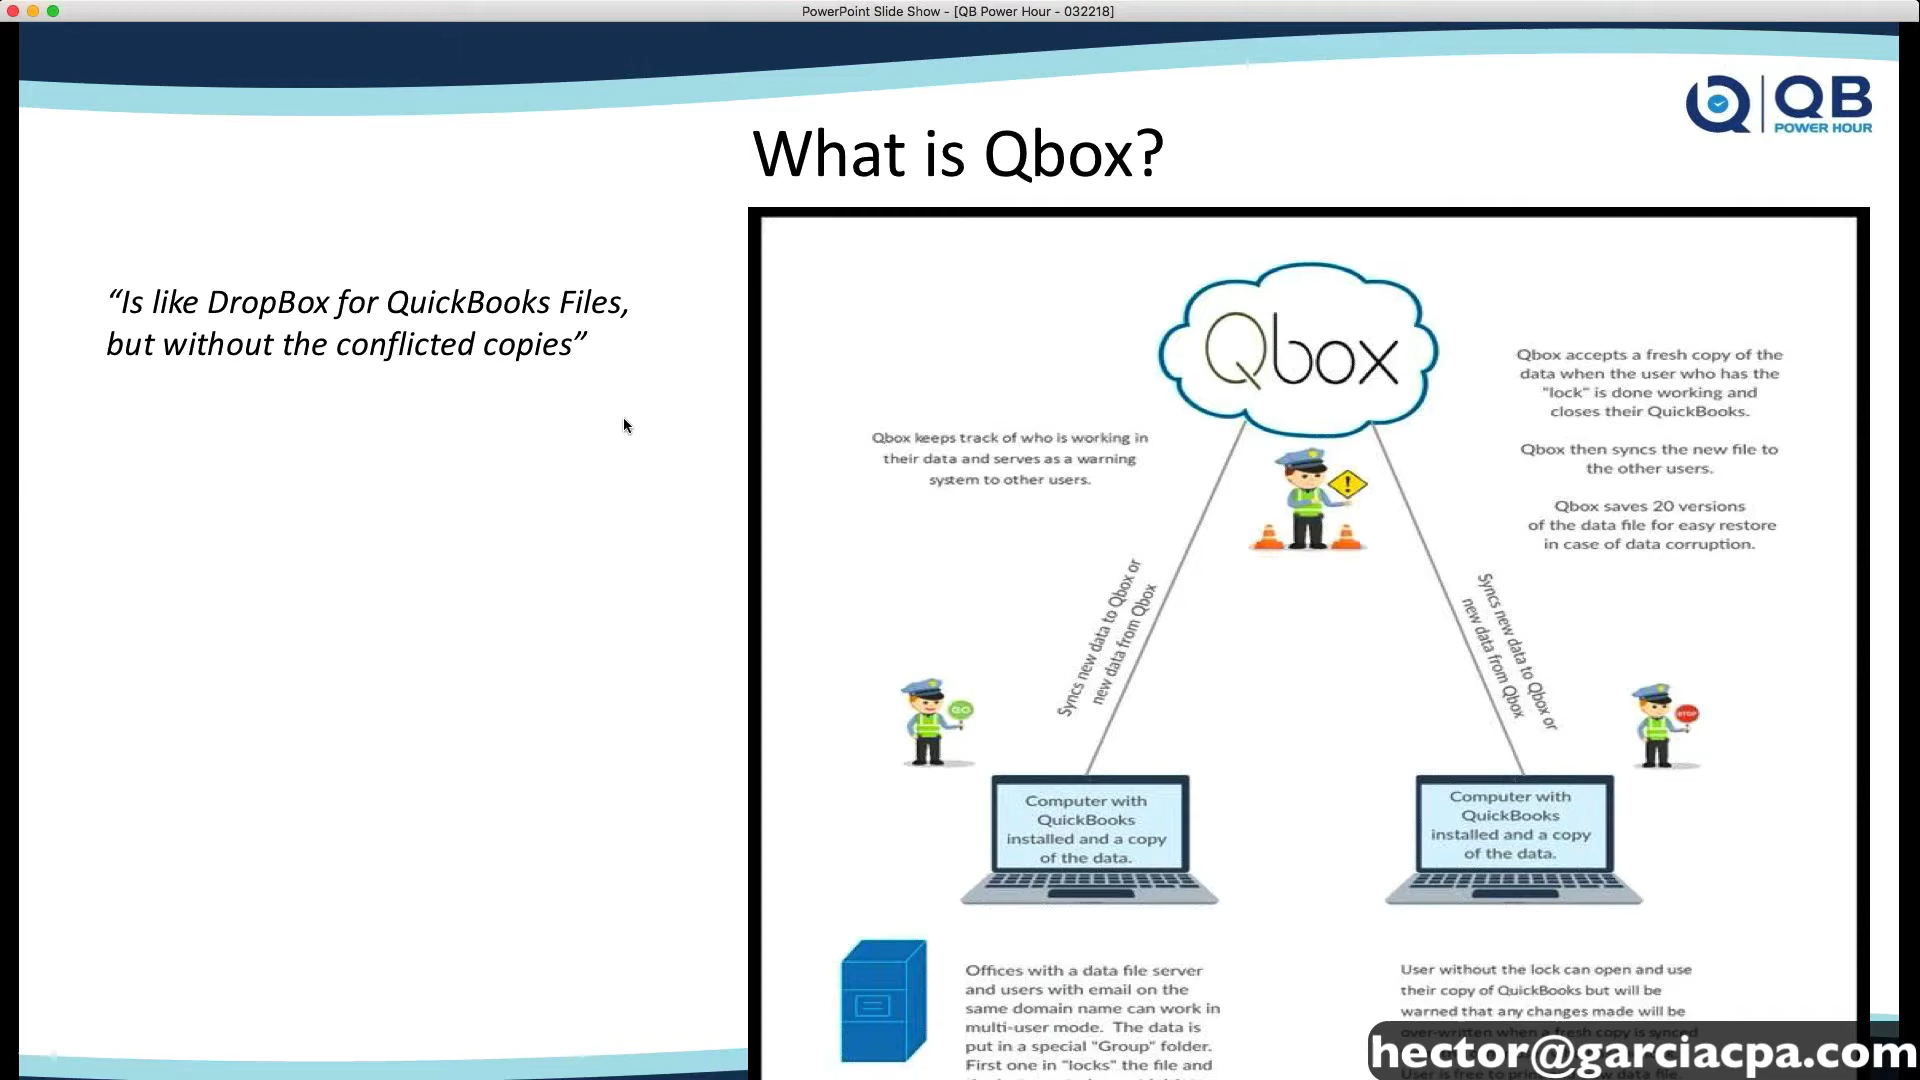 PowerPoint Slide Show - [QB Power Hour - 032218]
QB
POWER HOUR
What is Qbox?
“Is like DropBox for QuickBooks Files,
but without the conflicted copies”
Qbox
Qbox accepts a fresh copy of the
data when the user who has the
"lock" is done working and
closes their QuickBooks.
Qbox then syncs the new file to
the other users.
Qbox saves 20 versions
of the data file for easy restore
in case of data corruption.
Qbox keeps track of who is working in
their data and serves as a warning
system to other users.
!
Syncs new data to Qbox or
new data from Qbox
Syncs new data to Qbox or
new data from Qbox
GO
STOP
Computer with
QuickBooks
installed and a copy
of the data.
Computer with
QuickBooks
installed and a copy
of the data.
Offices with a data file server
and users with email on the
same domain name can work in
multi-user mode. The data is
put in a special "Group" folder.
First one in "locks" the file and
User without the lock can open and use
their copy of QuickBooks but will be
warned that any changes made will be
over-written when a fresh copy is synced
hector@garciacpa.com